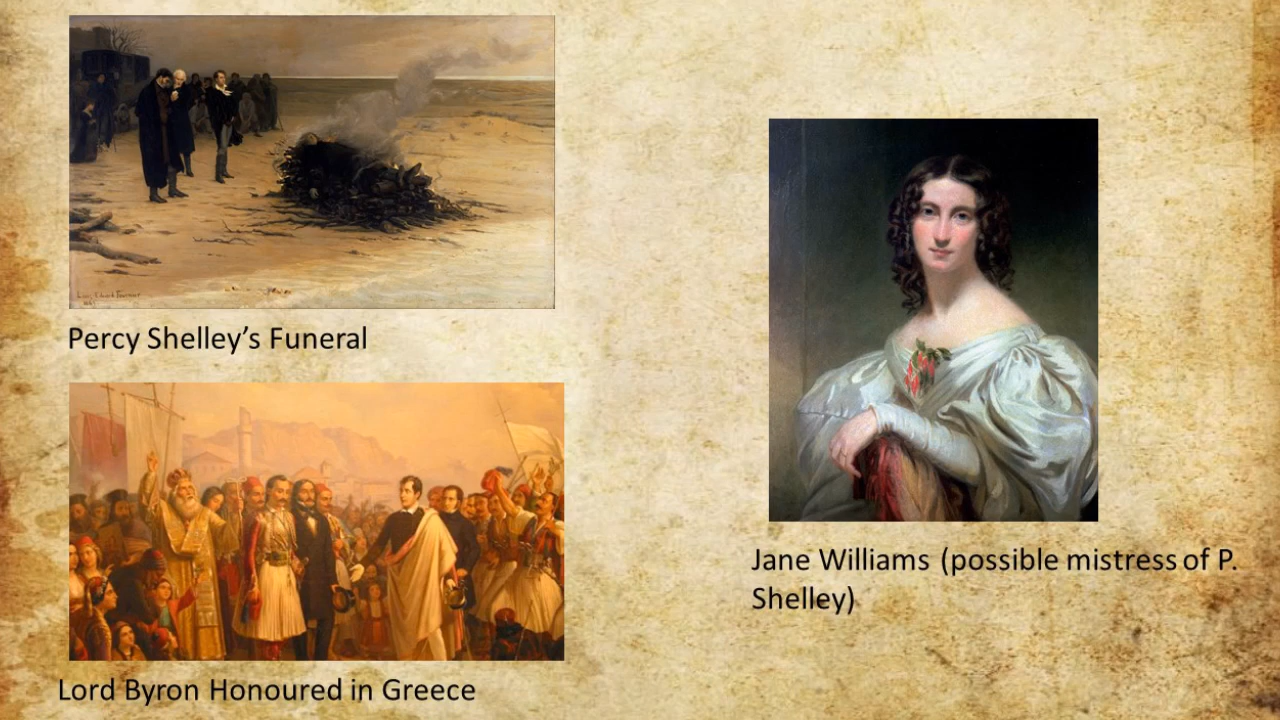 Percy Shelley’s Funeral
Lord Byron Honoured in Greece
Jane Williams (possible mistress of P.
Shelley)